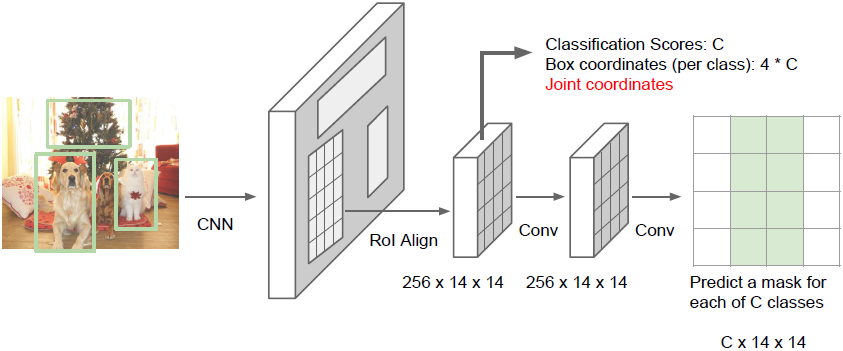 Classification Scores: C
Box coordinates (per class): 4 * C
Joint coordinates
CNN
RoI Align
Conv
Conv
256 x 14 x 14
256 x 14 x 14
Predict a mask for
each of C classes
C x 14 x 14